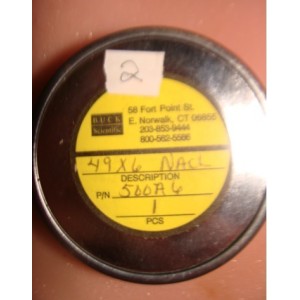 2
58 Fort Point St.
BUCK
E. Norwalk, CT 06855
Scientific
203-853-9444
800-562-5566
49X6 NACL
DESCRIPTION
P/N 500A6
1
PCS